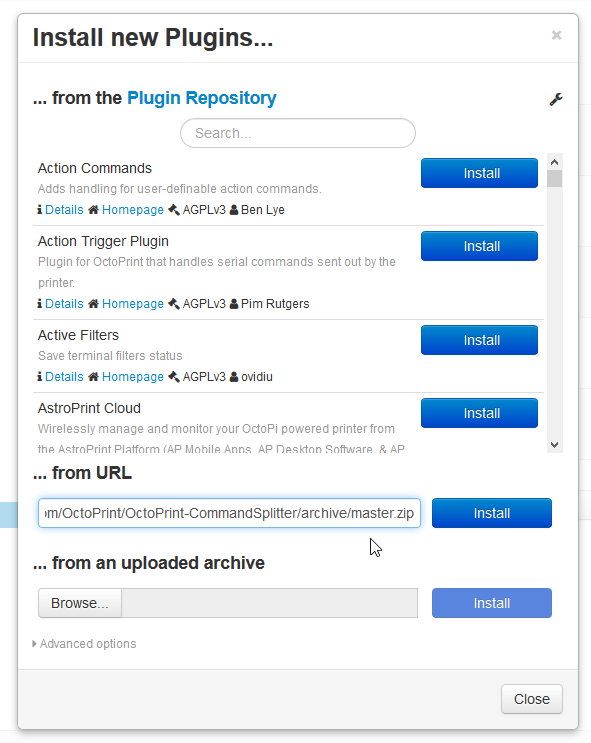 Install new Plugins...
×
... from the Plugin Repository
Search...
Action Commands
Install
Adds handling for user-definable action commands.
Details Homepage AGPLv3 Ben Lye
Action Trigger Plugin
Install
Plugin for OctoPrint that handles serial commands sent out by the
printer.
Details Homepage AGPLv3 Pim Rutgers
Active Filters
Install
Save terminal filters status
Details Homepage AGPLv3 ovidiu
AstroPrint Cloud
Install
Wirelessly manage and monitor your OctoPi powered printer from
the AstroPrint Platform (AP Mobile Apps, AP Desktop Software, & AP
... from URL
om/OctoPrint/OctoPrint-CommandSplitter/archive/master.zip
Install
... from an uploaded archive
Browse...
Install
Advanced options
Close